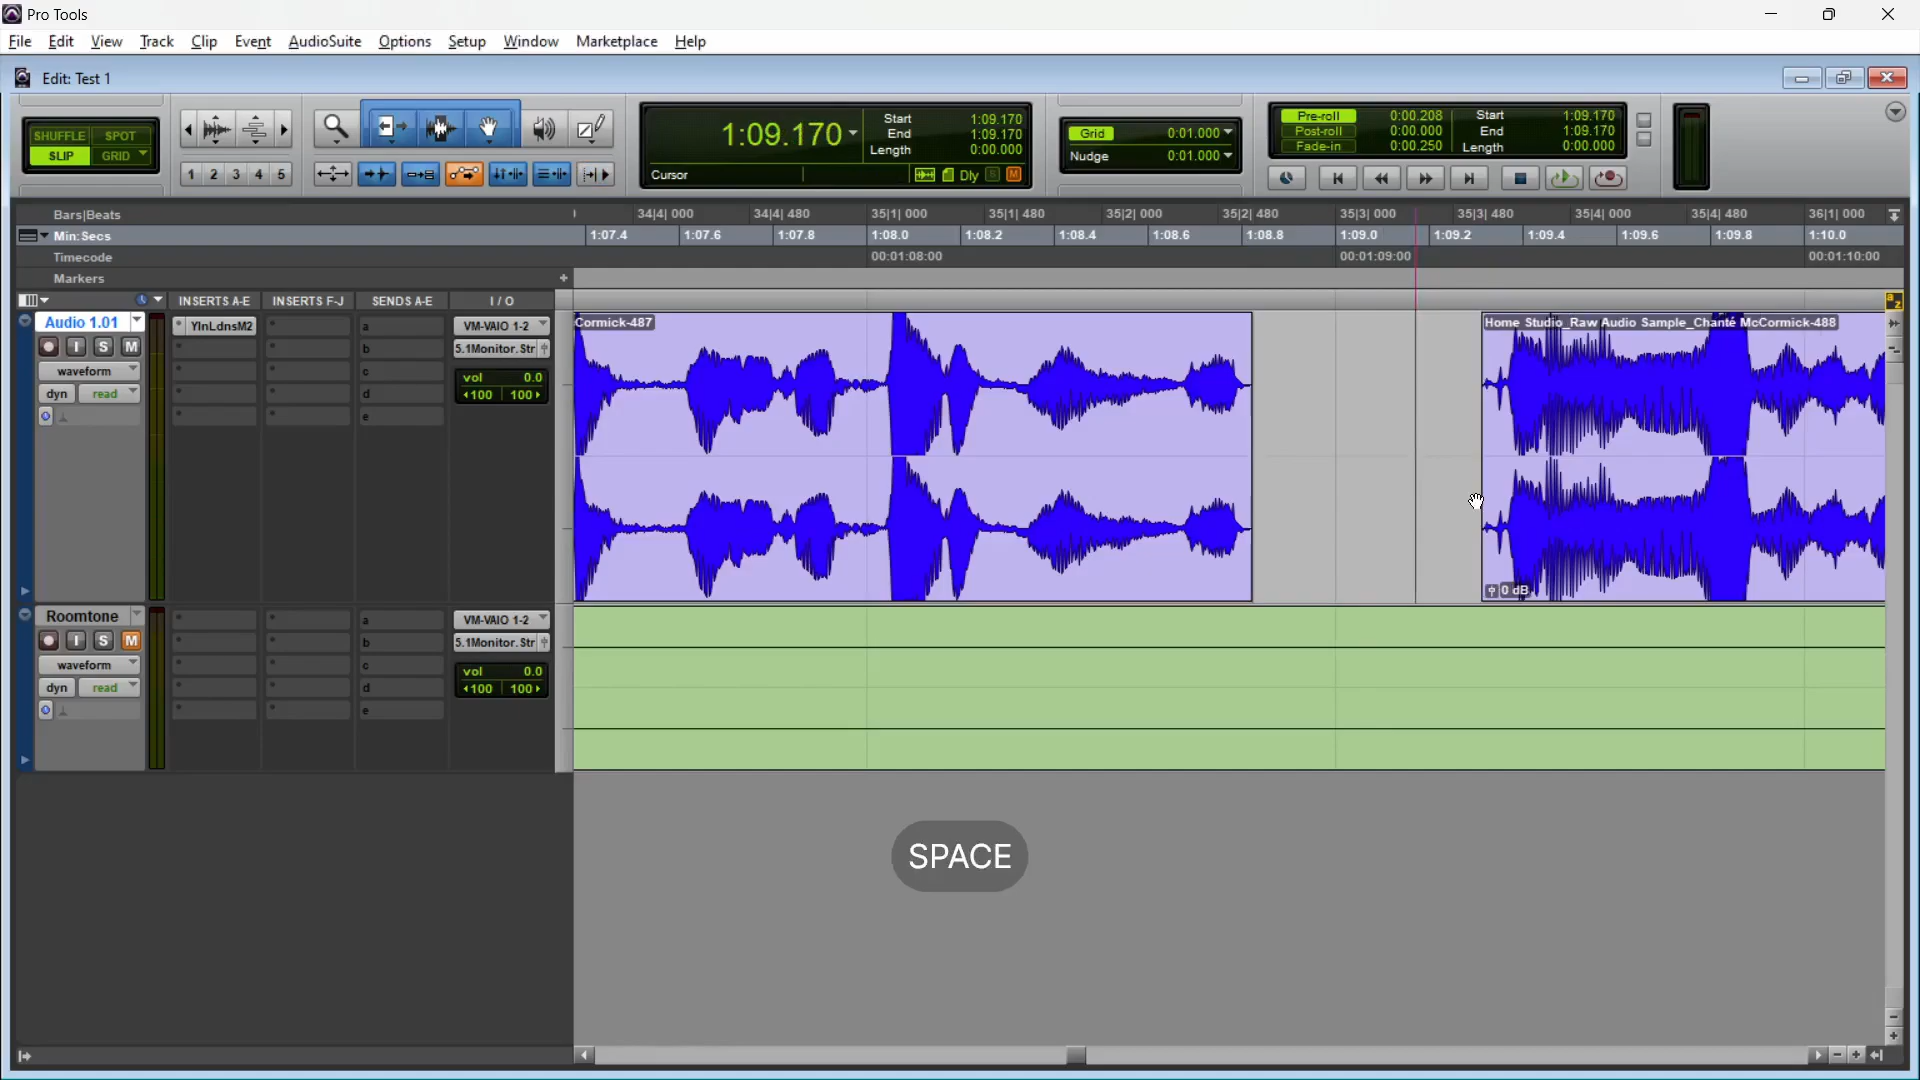 Pro Tools
File Edit View Track Clip Event AudioSuite Options Setup Window Marketplace Help
Edit: Test 1
SHUFFLE SPOT
SLIP GRID
1 2 3 4 5
1:09.170
Start 1:09.170
End 1:09.170
Length 0:00.000
Cursor
Dly S M
Grid 0:01.000
Nudge 0:01.000
Pre-roll 0:00.208
Post-roll 0:00.000
Fade-in 0:00.250
Start 1:09.170
End 1:09.170
Length 0:00.000
Bars|Beats
34|4| 000 34|4| 480 35|1| 000 35|1| 480 35|2| 000 35|2| 480 35|3| 000 35|3| 480 35|4| 000 35|4| 480 36|1| 000
Min:Secs
1:07.4 1:07.6 1:07.8 1:08.0 1:08.2 1:08.4 1:08.6 1:08.8 1:09.0 1:09.2 1:09.4 1:09.6 1:09.8 1:10.0
Timecode
00:01:08:00 00:01:09:00 00:01:10:00
Markers
INSERTS A-E INSERTS F-J SENDS A-E I / O
a z
Audio 1.01
I S M
waveform
dyn read
YlnLdnsM2
a
b
c
d
e
VM-VAIO 1-2
5.1Monitor.Str
vol 0.0
100 100
Cormick-487
Home Studio_Raw Audio Sample_Chanté McCormick-488
0 dB
Roomtone
I S M
waveform
dyn read
a
b
c
d
e
VM-VAIO 1-2
5.1Monitor.Str
vol 0.0
100 100
SPACE